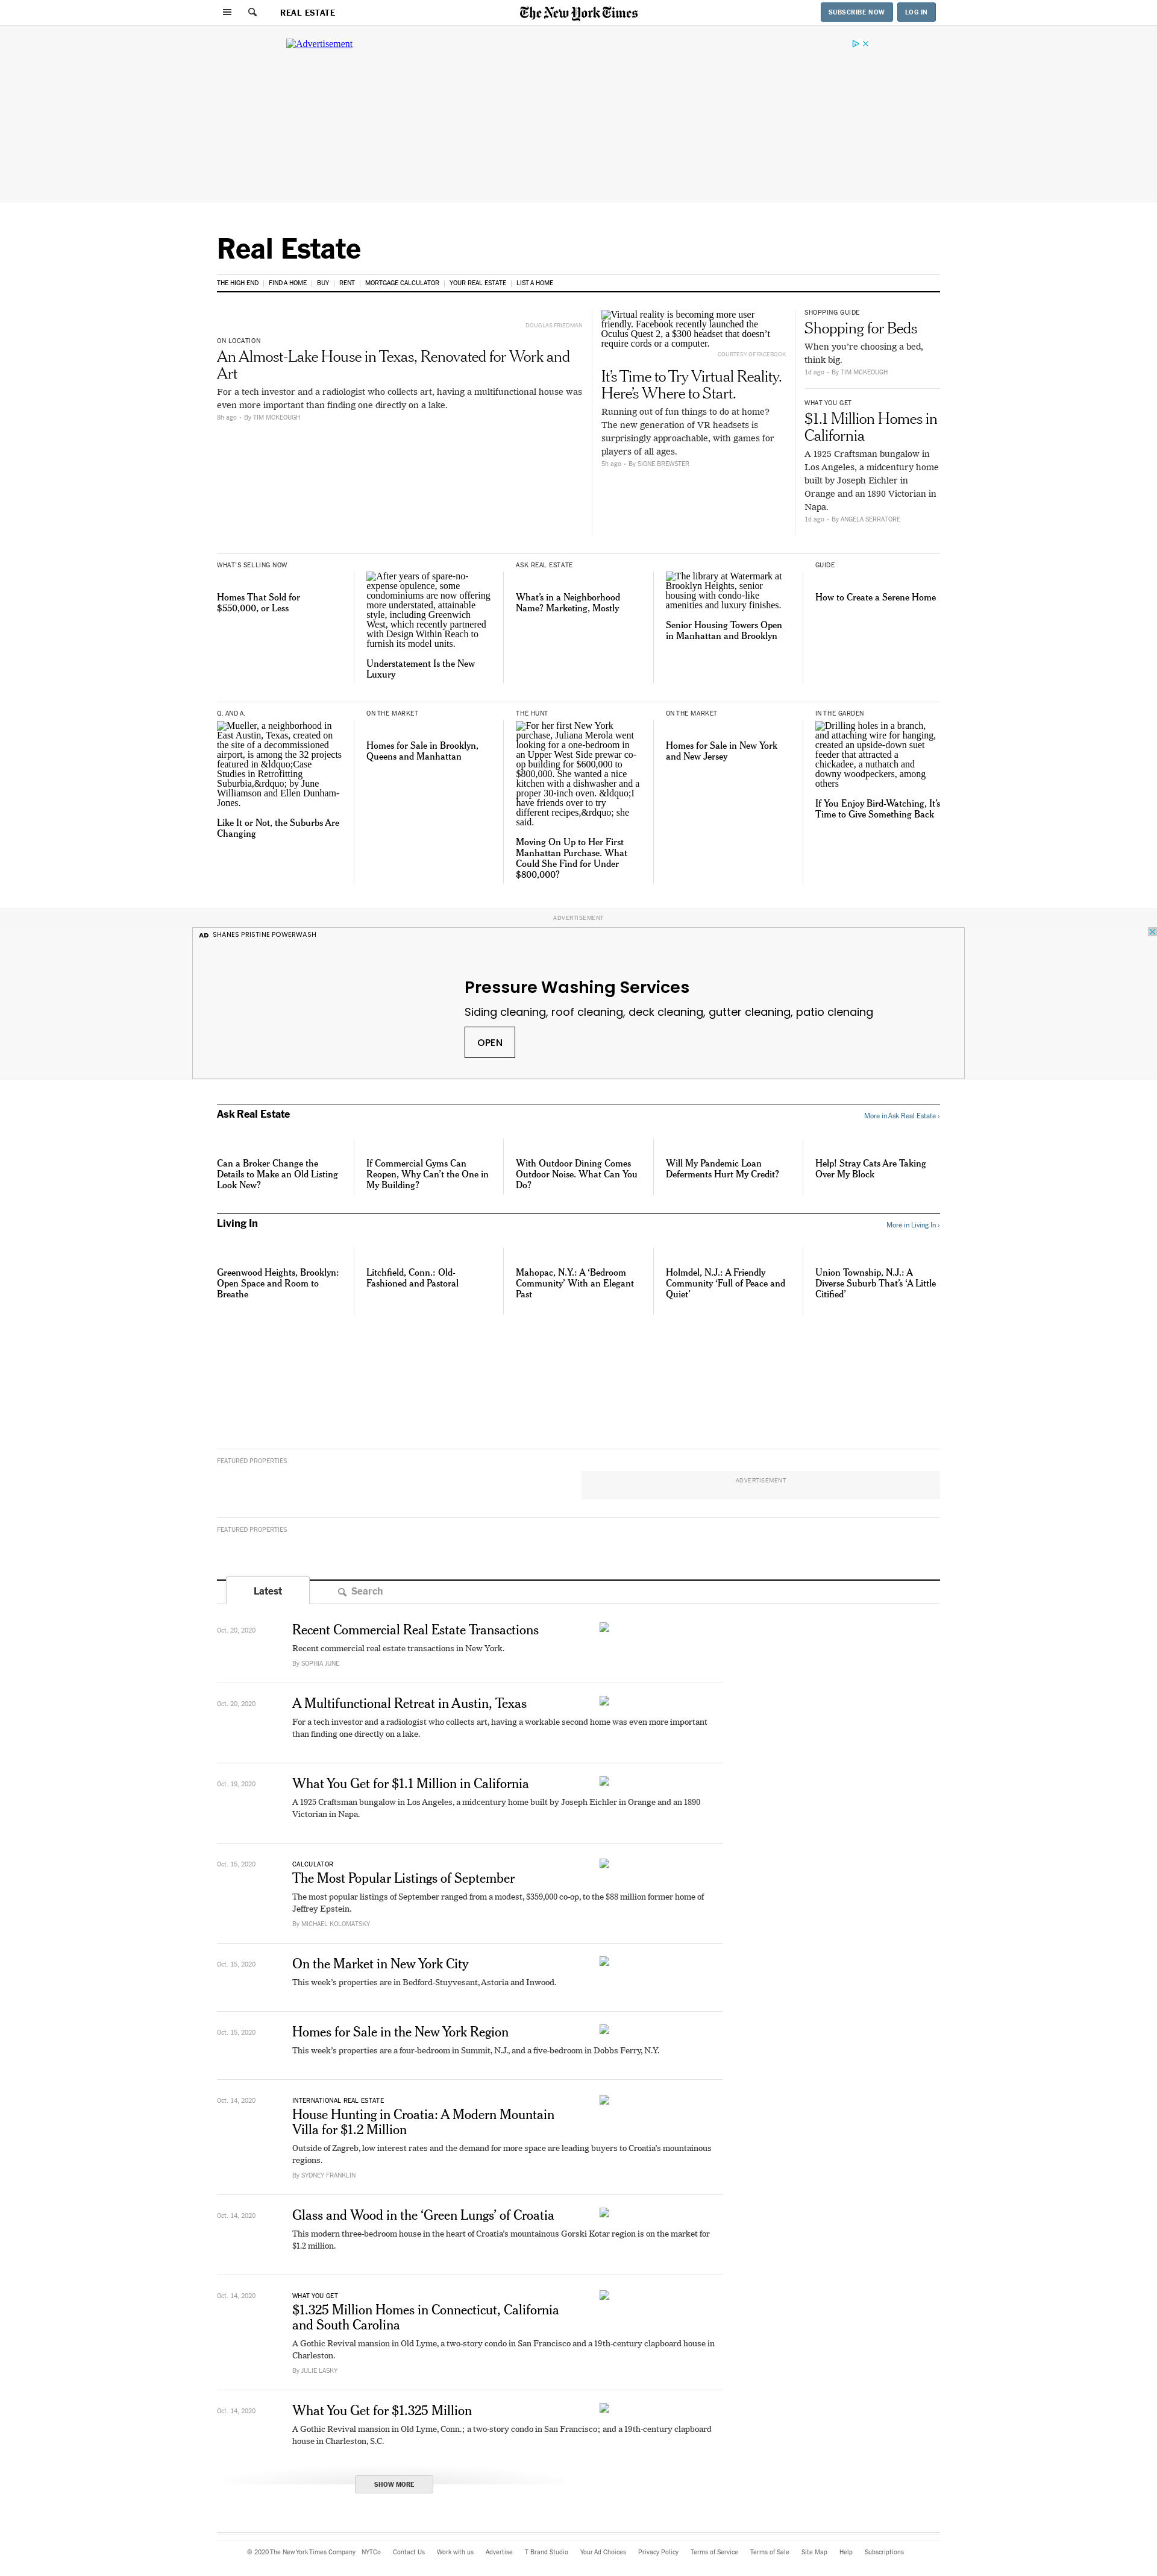 REAL ESTATE
The New York Times
SUBSCRIBE NOW
LOG IN
Advertisement
Real Estate
THE HIGH END
FIND A HOME
BUY
RENT
MORTGAGE CALCULATOR
YOUR REAL ESTATE
LIST A HOME
DOUGLAS FRIEDMAN
ON LOCATION
An Almost-Lake House in Texas, Renovated for Work and
Art
For a tech investor and a radiologist who collects art, having a multifunctional house was
even more important than finding one directly on a lake.
8h ago - By TIM MCKEOUGH
Virtual reality is becoming more user
friendly. Facebook recently launched the
Oculus Quest 2, a $300 headset that doesn't
require cords or a computer.
COURTESY OF FACEBOOK
It's Time to Try Virtual Reality.
Here's Where to Start.
Running out of fun things to do at home?
The new generation of VR headsets is
surprisingly approachable, with games for
players of all ages.
5h ago - By SIGNE BREWSTER
SHOPPING GUIDE
Shopping for Beds
When you're choosing a bed,
think big.
1d ago - By TIM MCKEOUGH
WHAT YOU GET
$1.1 Million Homes in
California
A 1925 Craftsman bungalow in
Los Angeles, a midcentury home
built by Joseph Eichler in
Orange and an 1890 Victorian in
Napa.
1d ago - By ANGELA SERRATORE
WHAT'S SELLING NOW
Homes That Sold for
$550,000, or Less
After years of spare-no-
expense opulence, some
condominiums are now offering
more understated, attainable
style, including Greenwich
West, which recently partnered
with Design Within Reach to
furnish its model units.
Understatement Is the New
Luxury
ASK REAL ESTATE
What's in a Neighborhood
Name? Marketing, Mostly
The library at Watermark at
Brooklyn Heights, senior
housing with condo-like
amenities and luxury finishes.
Senior Housing Towers Open
in Manhattan and Brooklyn
GUIDE
How to Create a Serene Home
Q. AND A.
Mueller, a neighborhood in
East Austin, Texas, created on
the site of a decommissioned
airport, is among the 32 projects
featured in &ldquo;Case
Studies in Retrofitting
Suburbia,&rdquo; by June
Williamson and Ellen Dunham-
Jones.
Like It or Not, the Suburbs Are
Changing
ON THE MARKET
Homes for Sale in Brooklyn,
Queens and Manhattan
THE HUNT
For her first New York
purchase, Juliana Merola went
looking for a one-bedroom in
an Upper West Side prewar co-
op building for $600,000 to
$800,000. She wanted a nice
kitchen with a dishwasher and a
proper 30-inch oven. &ldquo;I
have friends over to try
different recipes,&rdquo; she
said.
Moving On Up to Her First
Manhattan Purchase. What
Could She Find for Under
$800,000?
ON THE MARKET
Homes for Sale in New York
and New Jersey
IN THE GARDEN
Drilling holes in a branch,
and attaching wire for hanging,
created an upside-down suet
feeder that attracted a
chickadee, a nuthatch and
downy woodpeckers, among
others
If You Enjoy Bird-Watching, It's
Time to Give Something Back
ADVERTISEMENT
AD SHANES PRISTINE POWERWASH
Pressure Washing Services
Siding cleaning, roof cleaning, deck cleaning, gutter cleaning, patio clenaing
OPEN
Ask Real Estate
More in Ask Real Estate ›
Can a Broker Change the
Details to Make an Old Listing
Look New?
If Commercial Gyms Can
Reopen, Why Can't the One in
My Building?
With Outdoor Dining Comes
Outdoor Noise. What Can You
Do?
Will My Pandemic Loan
Deferments Hurt My Credit?
Help! Stray Cats Are Taking
Over My Block
Living In
More in Living In ›
Greenwood Heights, Brooklyn:
Open Space and Room to
Breathe
Litchfield, Conn.: Old-
Fashioned and Pastoral
Mahopac, N.Y.: A 'Bedroom
Community' With an Elegant
Past
Holmdel, N.J.: A Friendly
Community 'Full of Peace and
Quiet'
Union Township, N.J.: A
Diverse Suburb That's 'A Little
Citified'
FEATURED PROPERTIES
ADVERTISEMENT
FEATURED PROPERTIES
Latest
Search
Oct. 20, 2020
Recent Commercial Real Estate Transactions
Recent commercial real estate transactions in New York.
By SOPHIA JUNE
Oct. 20, 2020
A Multifunctional Retreat in Austin, Texas
For a tech investor and a radiologist who collects art, having a workable second home was even more important
than finding one directly on a lake.
Oct. 19, 2020
What You Get for $1.1 Million in California
A 1925 Craftsman bungalow in Los Angeles, a midcentury home built by Joseph Eichler in Orange and an 1890
Victorian in Napa.
Oct. 15, 2020
CALCULATOR
The Most Popular Listings of September
The most popular listings of September ranged from a modest, $359,000 co-op, to the $88 million former home of
Jeffrey Epstein.
By MICHAEL KOLOMATSKY
Oct. 15, 2020
On the Market in New York City
This week's properties are in Bedford-Stuyvesant, Astoria and Inwood.
Oct. 15, 2020
Homes for Sale in the New York Region
This week's properties are a four-bedroom in Summit, N.J., and a five-bedroom in Dobbs Ferry, N.Y.
Oct. 14, 2020
INTERNATIONAL REAL ESTATE
House Hunting in Croatia: A Modern Mountain
Villa for $1.2 Million
Outside of Zagreb, low interest rates and the demand for more space are leading buyers to Croatia's mountainous
regions.
By SYDNEY FRANKLIN
Oct. 14, 2020
Glass and Wood in the 'Green Lungs' of Croatia
This modern three-bedroom house in the heart of Croatia's mountainous Gorski Kotar region is on the market for
$1.2 million.
Oct. 14, 2020
WHAT YOU GET
$1.325 Million Homes in Connecticut, California
and South Carolina
A Gothic Revival mansion in Old Lyme, a two-story condo in San Francisco and a 19th-century clapboard house in
Charleston.
By JULIE LASKY
Oct. 14, 2020
What You Get for $1.325 Million
A Gothic Revival mansion in Old Lyme, Conn.; a two-story condo in San Francisco; and a 19th-century clapboard
house in Charleston, S.C.
SHOW MORE
© 2020 The New York Times Company
NYTCo
Contact Us
Work with us
Advertise
T Brand Studio
Your Ad Choices
Privacy Policy
Terms of Service
Terms of Sale
Site Map
Help
Subscriptions